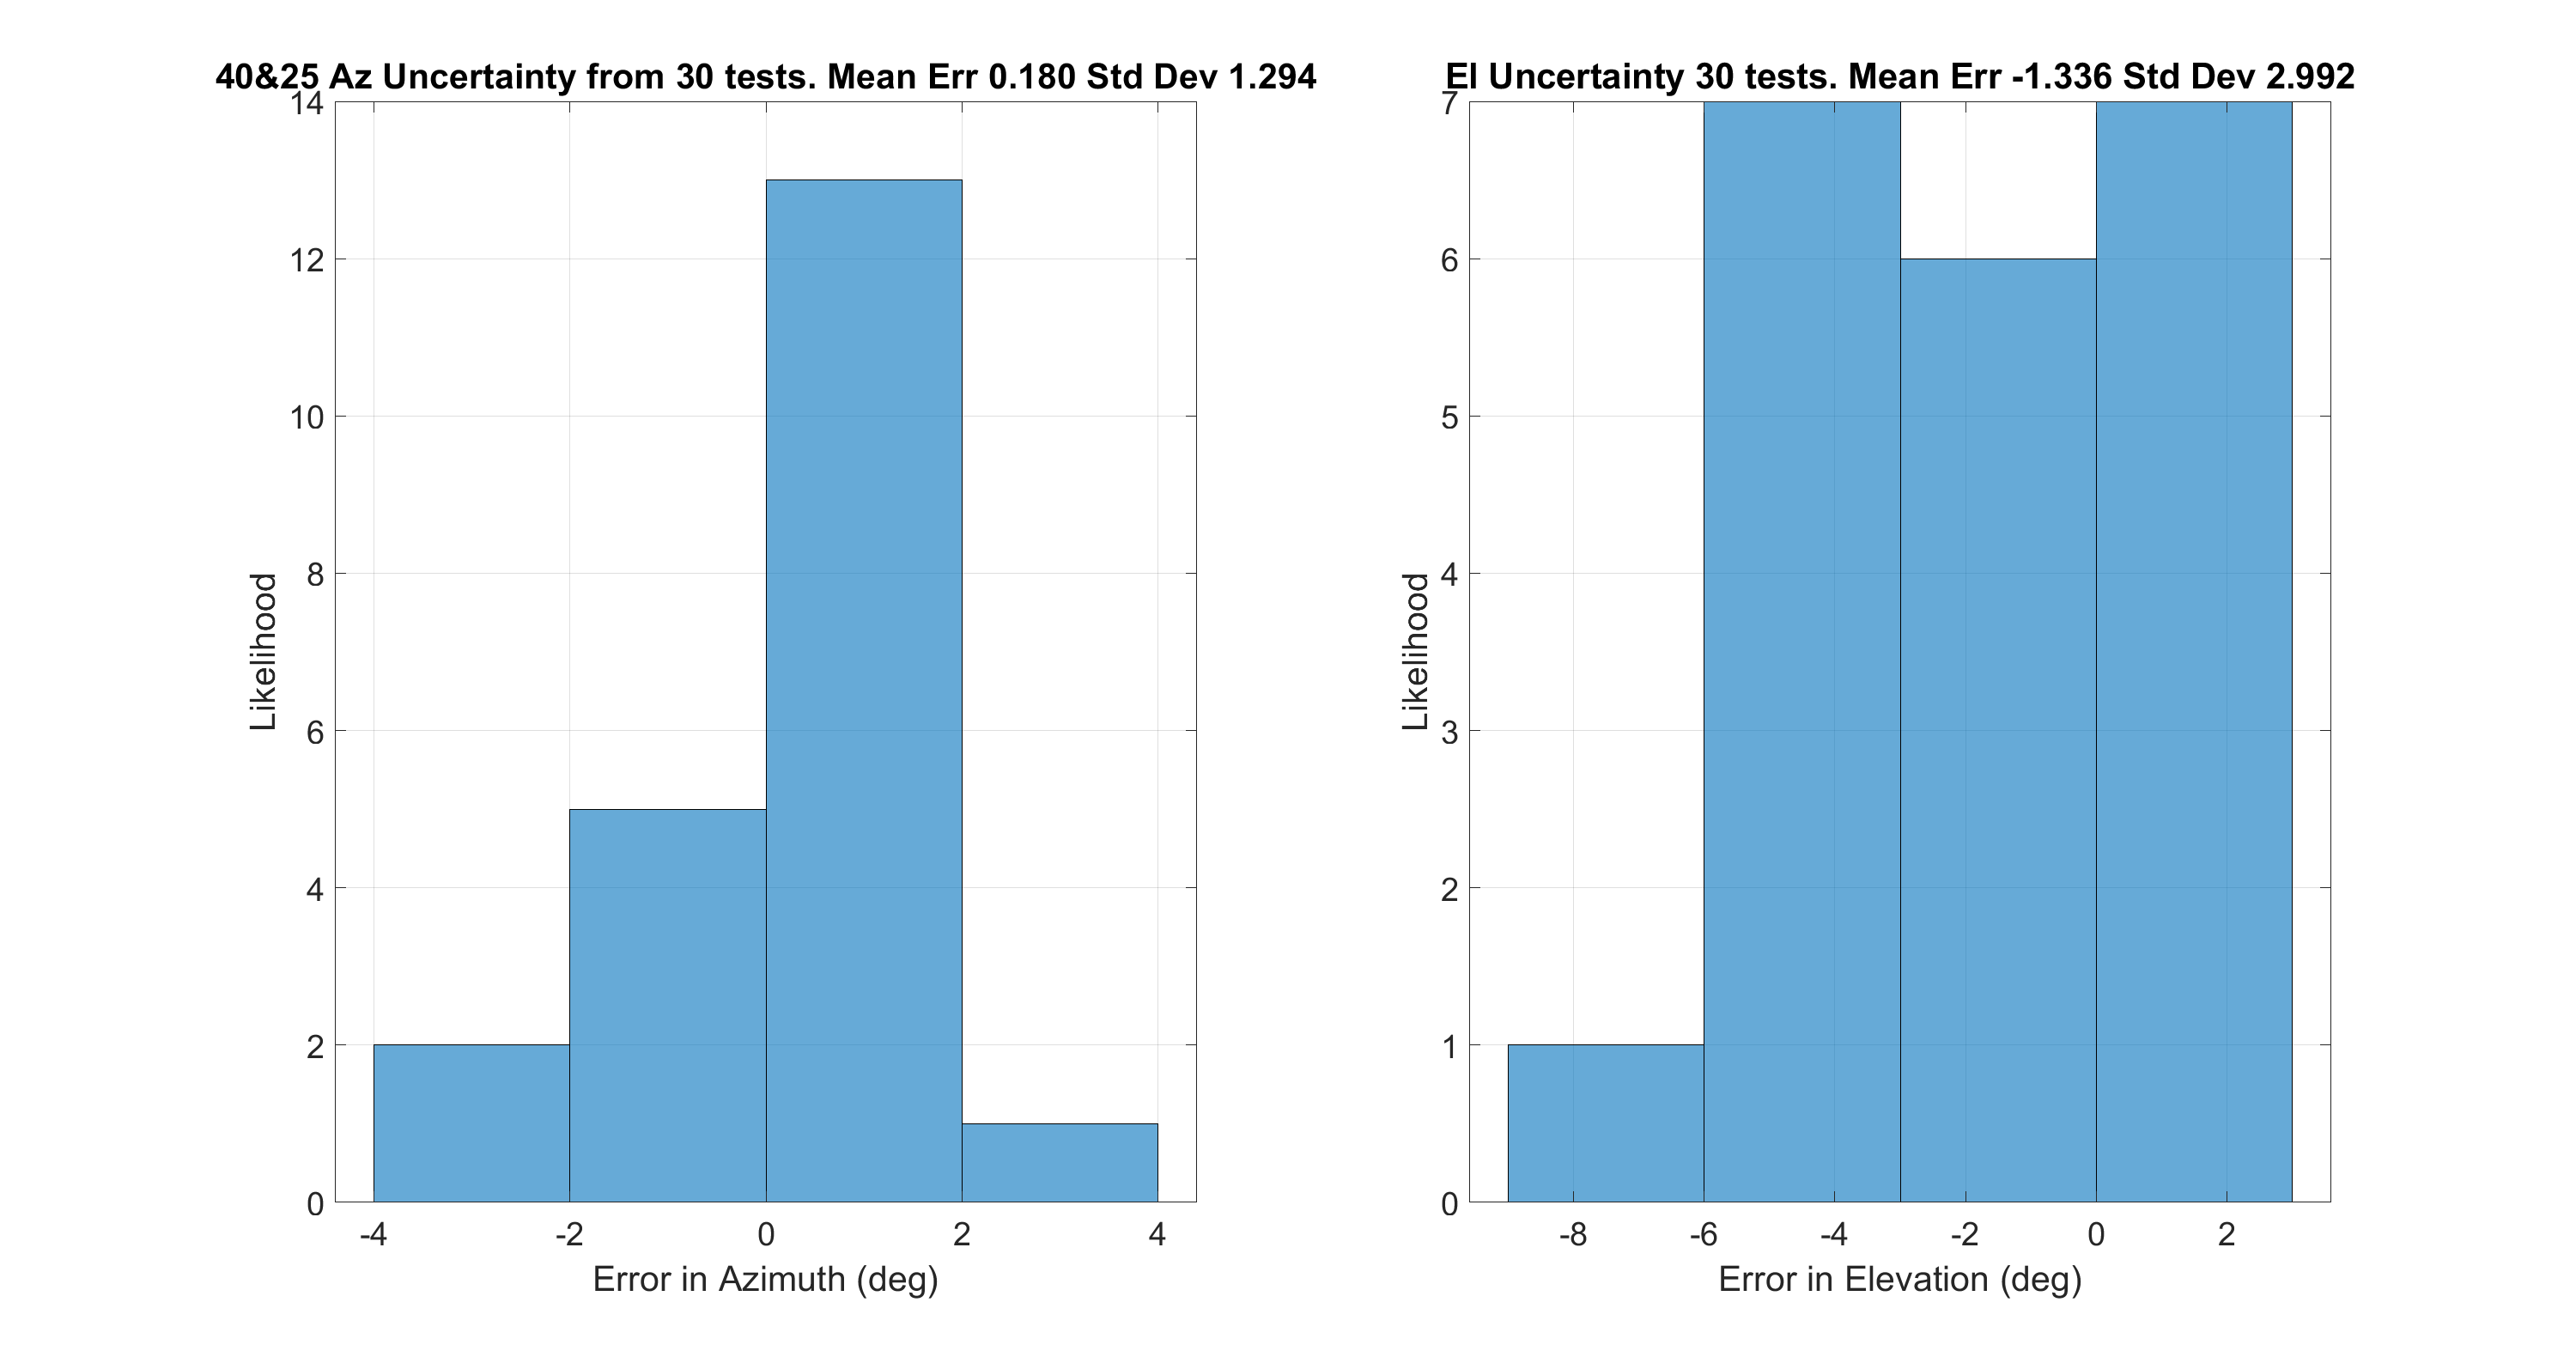 40&25 Az Uncertainty from 30 tests. Mean Err 0.180 Std Dev 1.294
14
12
10
8
6
4
2
0
Likelihood
-4 -2 0 2 4
Error in Azimuth (deg)
El Uncertainty 30 tests. Mean Err -1.336 Std Dev 2.992
7
6
5
4
3
2
1
0
Likelihood
-8 -6 -4 -2 0 2
Error in Elevation (deg)